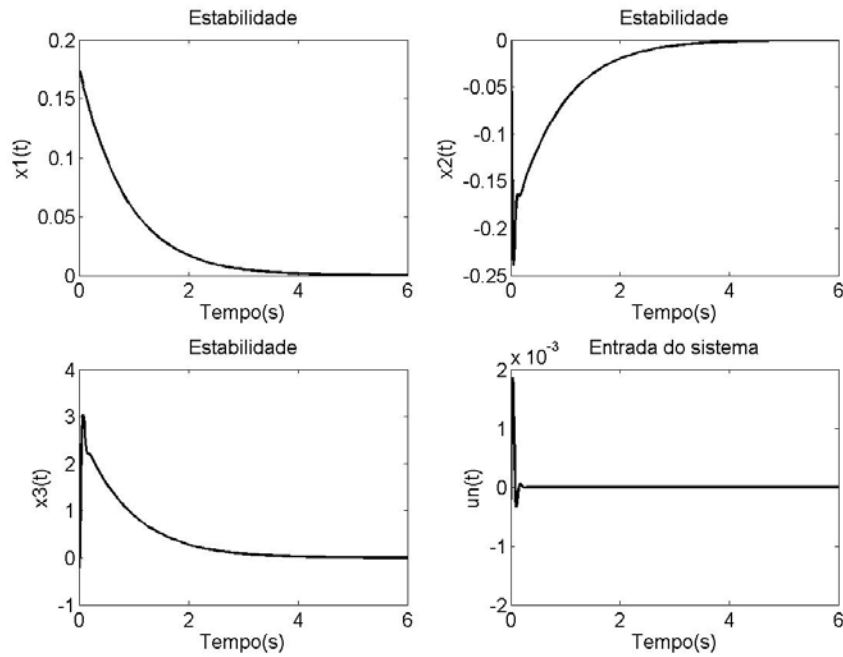 Estabilidade
0.2
0.15
0.1
0.05
0
x1(t)
0 2 4 6
Tempo(s)
Estabilidade
0
-0.05
-0.1
-0.15
-0.2
-0.25
x2(t)
0 2 4 6
Tempo(s)
Estabilidade
4
3
2
1
0
-1
x3(t)
0 2 4 6
Tempo(s)
Entrada do sistema
x 10⁻³
2
1
0
-1
-2
un(t)
0 2 4 6
Tempo(s)